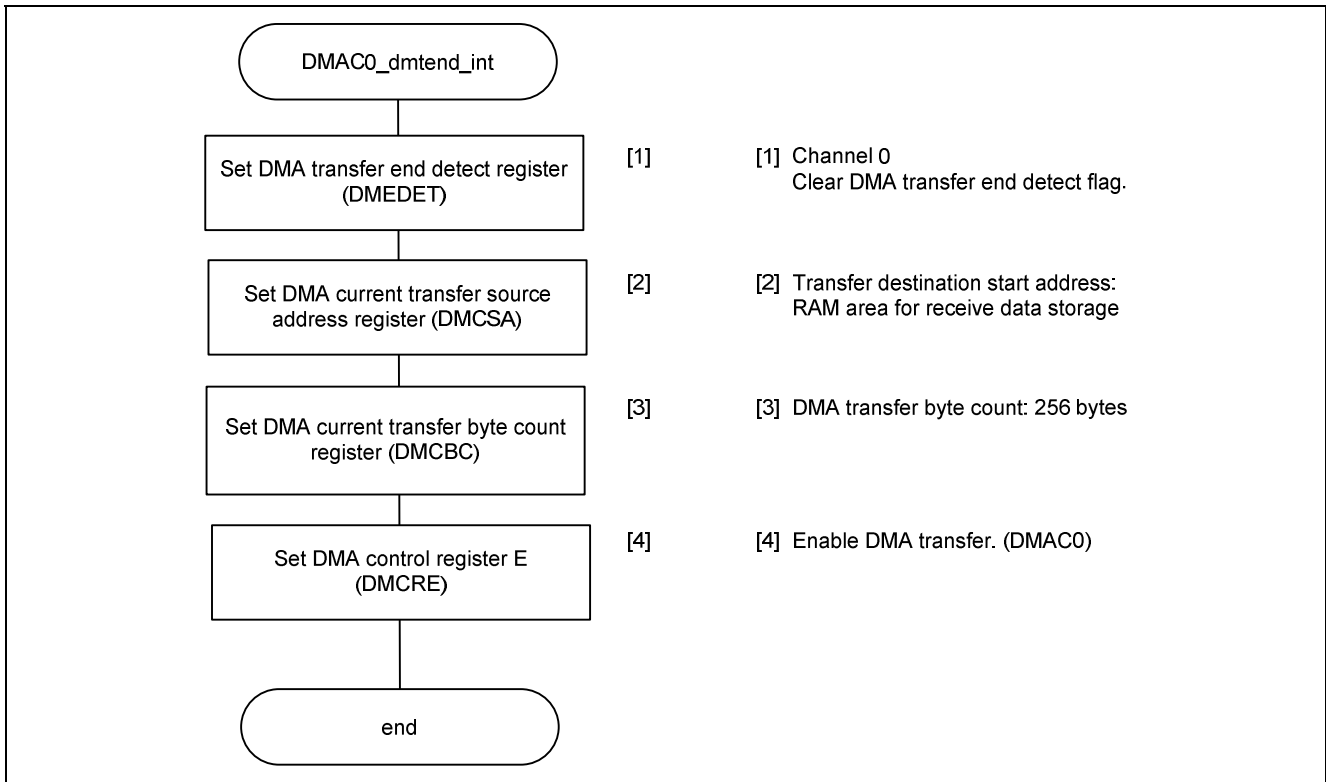 DMAC0_dmtend_int
Set DMA transfer end detect register
(DMEDET)
[1]
[1] Channel 0
Clear DMA transfer end detect flag.
Set DMA current transfer source
address register (DMCSA)
[2]
[2] Transfer destination start address:
RAM area for receive data storage
Set DMA current transfer byte count
register (DMCBC)
[3]
[3] DMA transfer byte count: 256 bytes
Set DMA control register E
(DMCRE)
[4]
[4] Enable DMA transfer. (DMAC0)
end